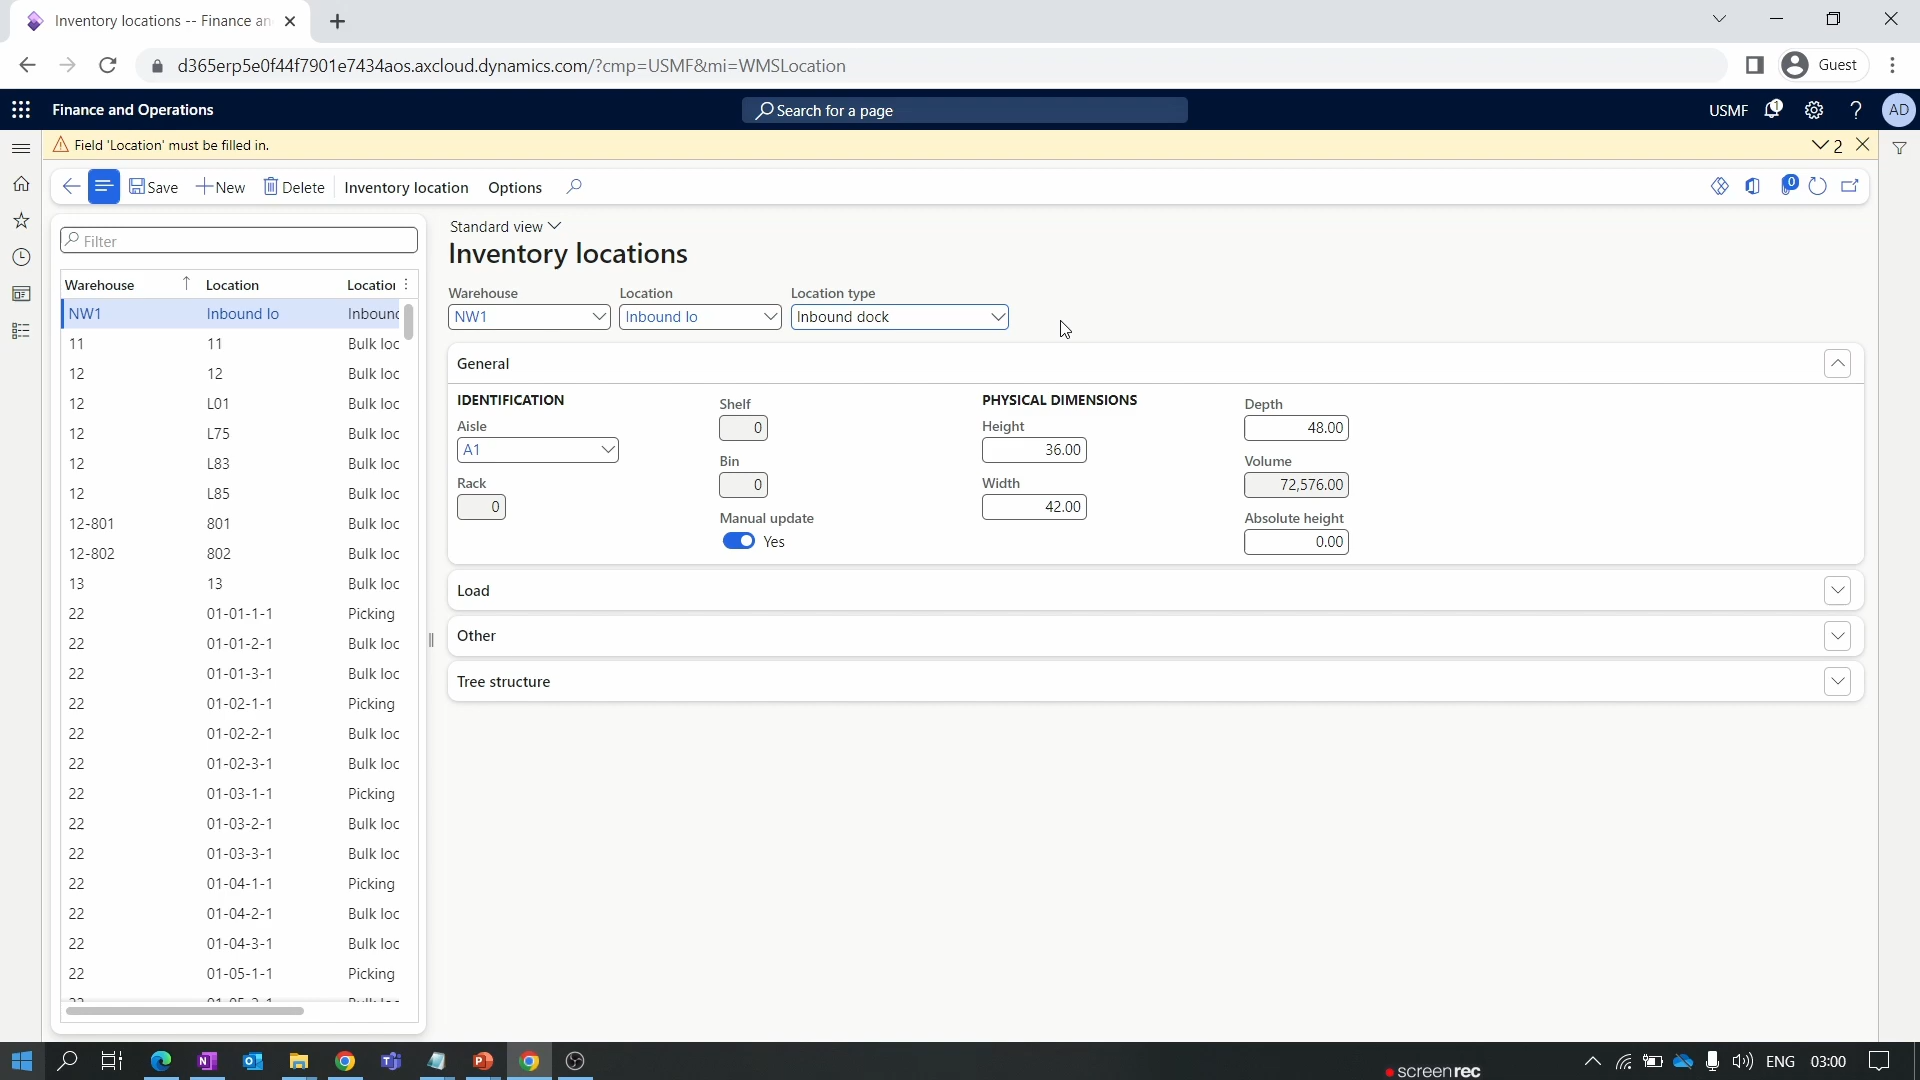 Inventory locations -- Finance an
d365erp5e0f44f7901e7434aos.axcloud.dynamics.com/?cmp=USMF&mi=WMSLocation
Guest
Finance and Operations
Search for a page
USMF
1
AD
Field 'Location' must be filled in.
2
Save
New
Delete
Inventory location
Options
0
Filter
Warehouse Location Location
NW1 Inbound lo Inbound
11 11 Bulk loc
12 12 Bulk loc
12 L01 Bulk loc
12 L75 Bulk loc
12 L83 Bulk loc
12 L85 Bulk loc
12-801 801 Bulk loc
12-802 802 Bulk loc
13 13 Bulk loc
22 01-01-1-1 Picking
22 01-01-2-1 Bulk loc
22 01-01-3-1 Bulk loc
22 01-02-1-1 Picking
22 01-02-2-1 Bulk loc
22 01-02-3-1 Bulk loc
22 01-03-1-1 Picking
22 01-03-2-1 Bulk loc
22 01-03-3-1 Bulk loc
22 01-04-1-1 Picking
22 01-04-2-1 Bulk loc
22 01-04-3-1 Bulk loc
22 01-05-1-1 Picking
Standard view
Inventory locations
Warehouse Location Location type
NW1 Inbound lo Inbound dock
General
IDENTIFICATION
Aisle
A1
Rack
0
Shelf
0
Bin
0
Manual update
Yes
PHYSICAL DIMENSIONS
Height
36.00
Width
42.00
Depth
48.00
Volume
72,576.00
Absolute height
0.00
Load
Other
Tree structure
ENG 03:00
screenrec